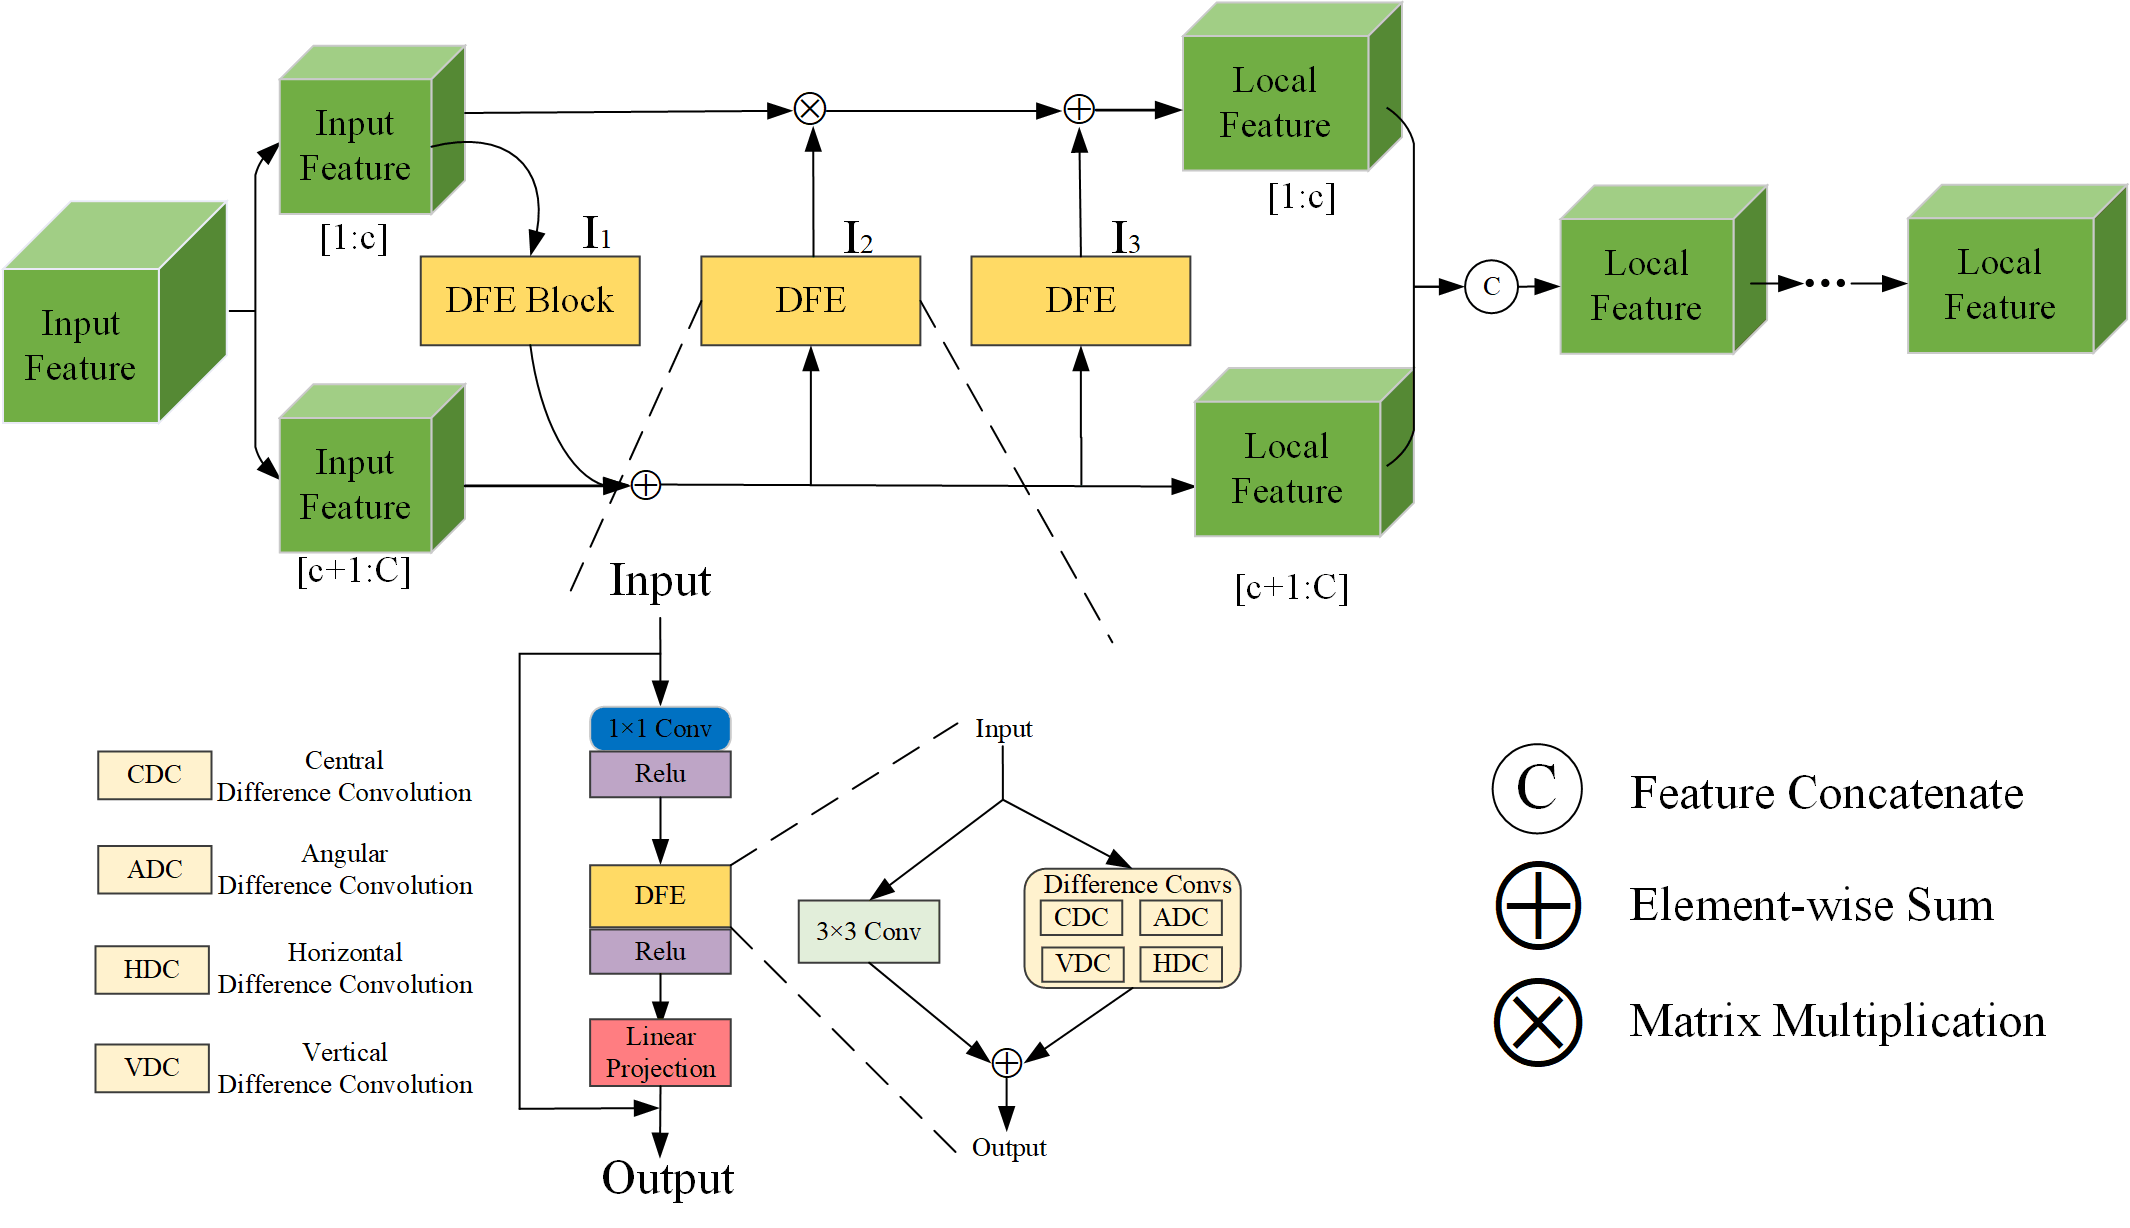 Input
Feature
Input
Feature
[1:c]
Input
Feature
[c+1:C]
I1
DFE Block
I2
DFE
I3
DFE
Local
Feature
[1:c]
Local
Feature
[c+1:C]
C
Local
Feature
...
Local
Feature
Input
1×1 Conv
Relu
DFE
Relu
Linear
Projection
Output
Input
3×3 Conv
Difference Convs
CDC ADC
VDC HDC
Output
CDC
Central
Difference Convolution
ADC
Angular
Difference Convolution
HDC
Horizontal
Difference Convolution
VDC
Vertical
Difference Convolution
C Feature Concatenate
Element-wise Sum
Matrix Multiplication